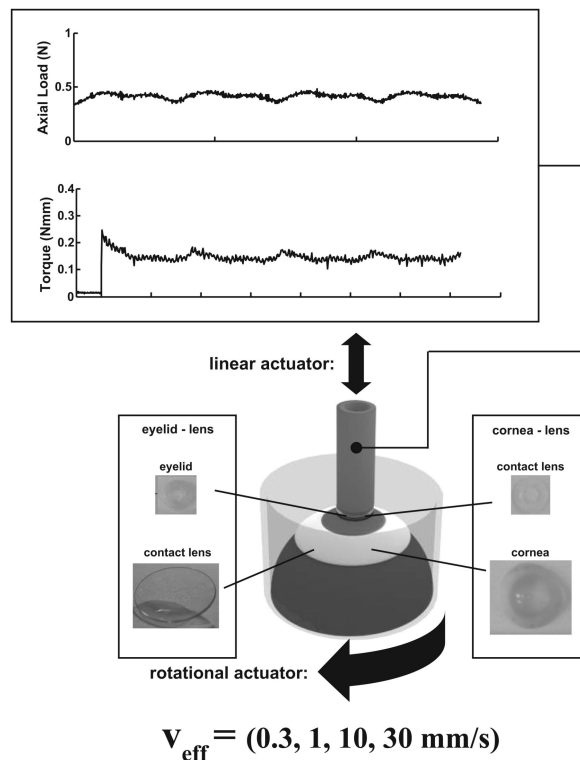 1
Axial Load (N)
0.5
0
0.4
0.3
Torque (Nmm)
0.2
0.1
0
linear actuator:
eyelid - lens
eyelid
contact lens
cornea - lens
contact lens
cornea
rotational actuator:
v_eff = (0.3, 1, 10, 30 mm/s)